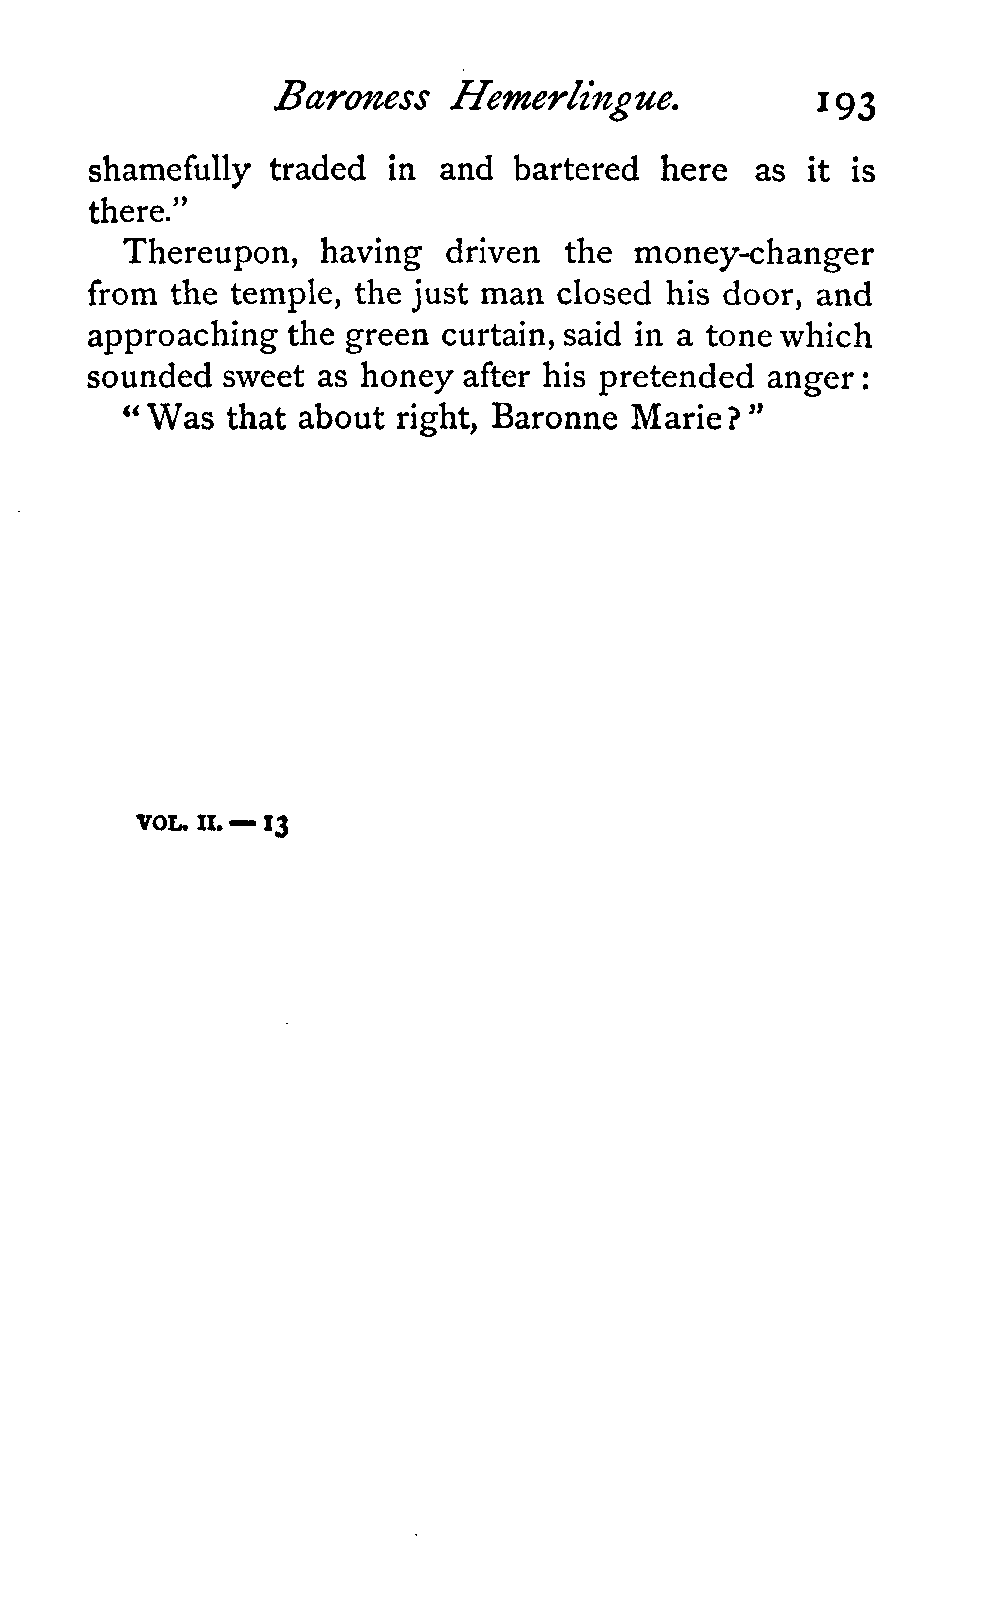 Baroness Hemerlingue. 193
shamefully traded in and bartered here as it is
there."
Thereupon, having driven the money-changer
from the temple, the just man closed his door, and
approaching the green curtain, said in a tone which
sounded sweet as honey after his pretended anger:
"Was that about right, Baronne Marie?"
VOL. II. — 13